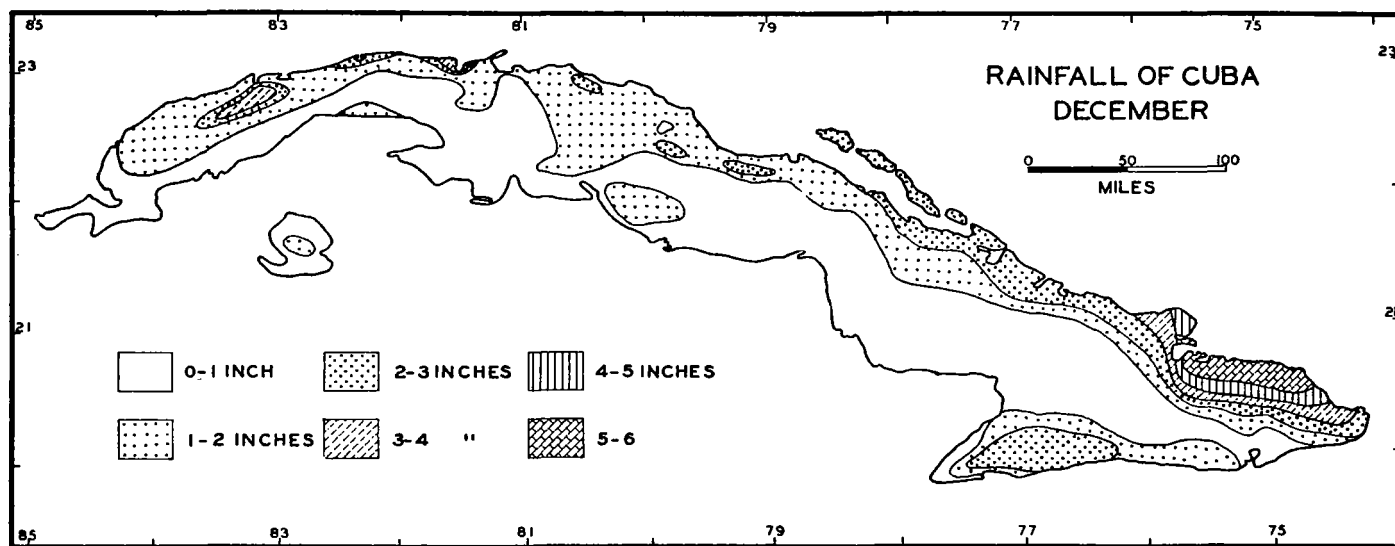 85 83 81 79 77 75
23 23
RAINFALL OF CUBA
DECEMBER
0 50 100
MILES
21
0-1 INCH 2-3 INCHES 4-5 INCHES
1-2 INCHES 3-4 " 5-6
85 83 81 79 77 75